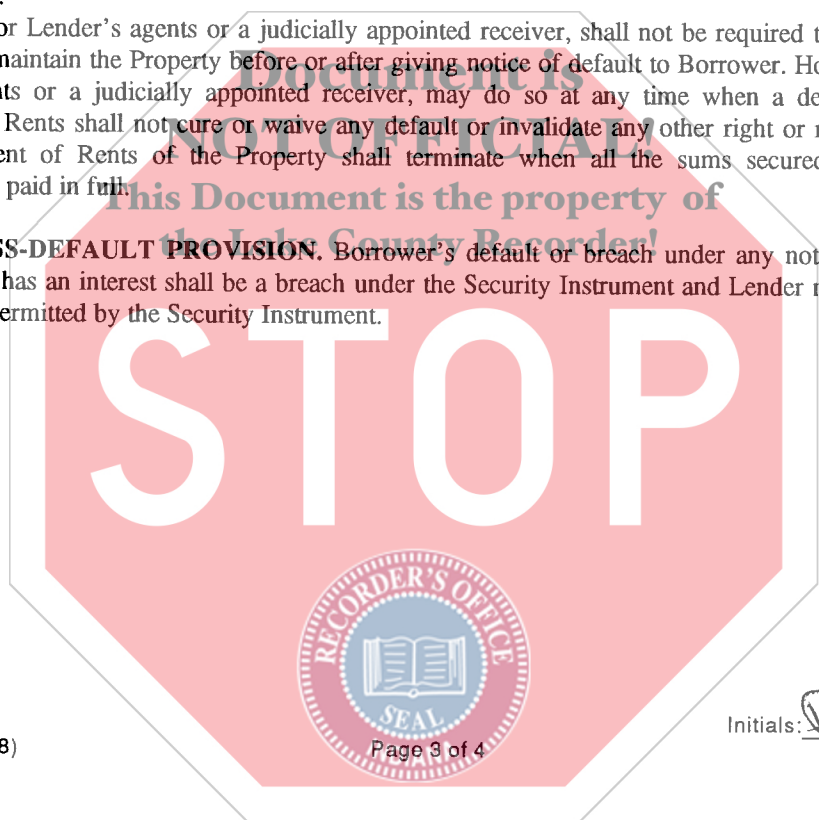 or Lender's agents or a judicially appointed receiver, shall not be required t
maintain the Property before or after giving notice of default to Borrower. Ho
nts or a judicially appointed receiver, may do so at any time when a de
Rents shall not cure or waive any default or invalidate any other right or r
ent of Rents of the Property shall terminate when all the sums secured
paid in full.
SS-DEFAULT PROVISION. Borrower's default or breach under any not
has an interest shall be a breach under the Security Instrument and Lender r
ermitted by the Security Instrument.
Document is
NOT OFFICIAL!
This Document is the property of
the Lake County Recorder!
STOP
RECORDER'S OFFICE
SEAL
Initials:
8)
Page 3 of 4